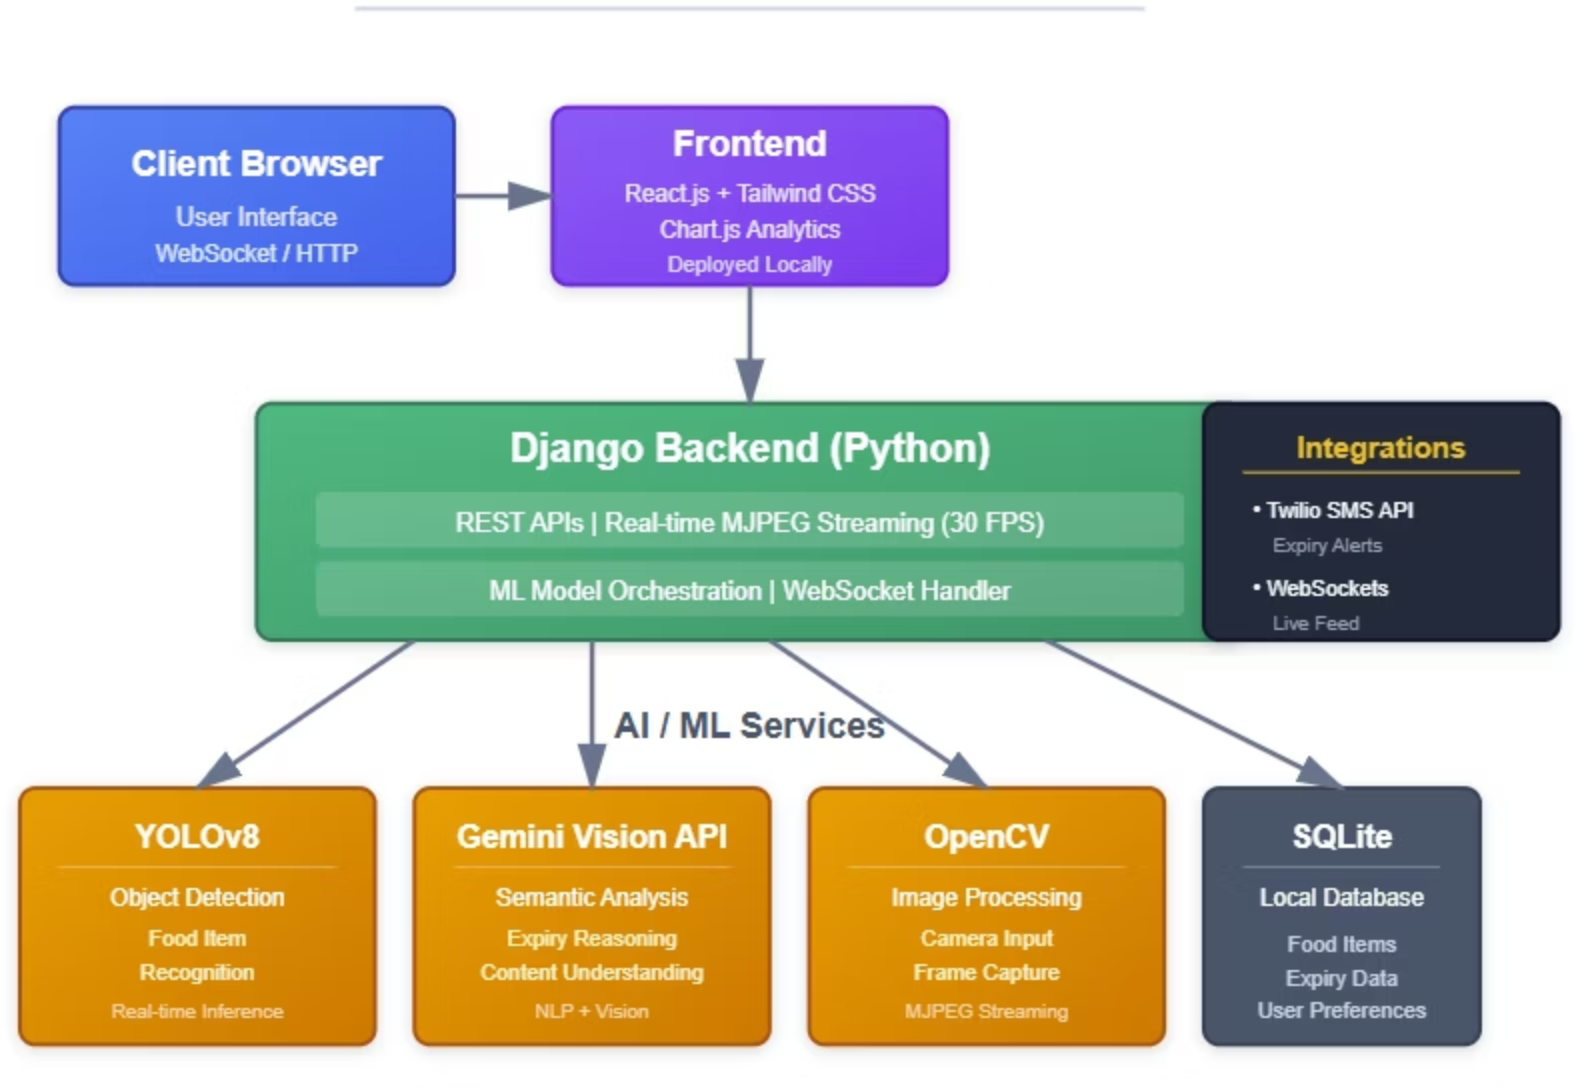 Client Browser
User Interface
WebSocket / HTTP
Frontend
React.js + Tailwind CSS
Chart.js Analytics
Deployed Locally
Django Backend (Python)
REST APIs | Real-time MJPEG Streaming (30 FPS)
ML Model Orchestration | WebSocket Handler
Integrations
• Twilio SMS API
Expiry Alerts
• WebSockets
Live Feed
AI / ML Services
YOLOv8
Object Detection
Food Item
Recognition
Real-time Inference
Gemini Vision API
Semantic Analysis
Expiry Reasoning
Content Understanding
NLP + Vision
OpenCV
Image Processing
Camera Input
Frame Capture
MJPEG Streaming
SQLite
Local Database
Food Items
Expiry Data
User Preferences